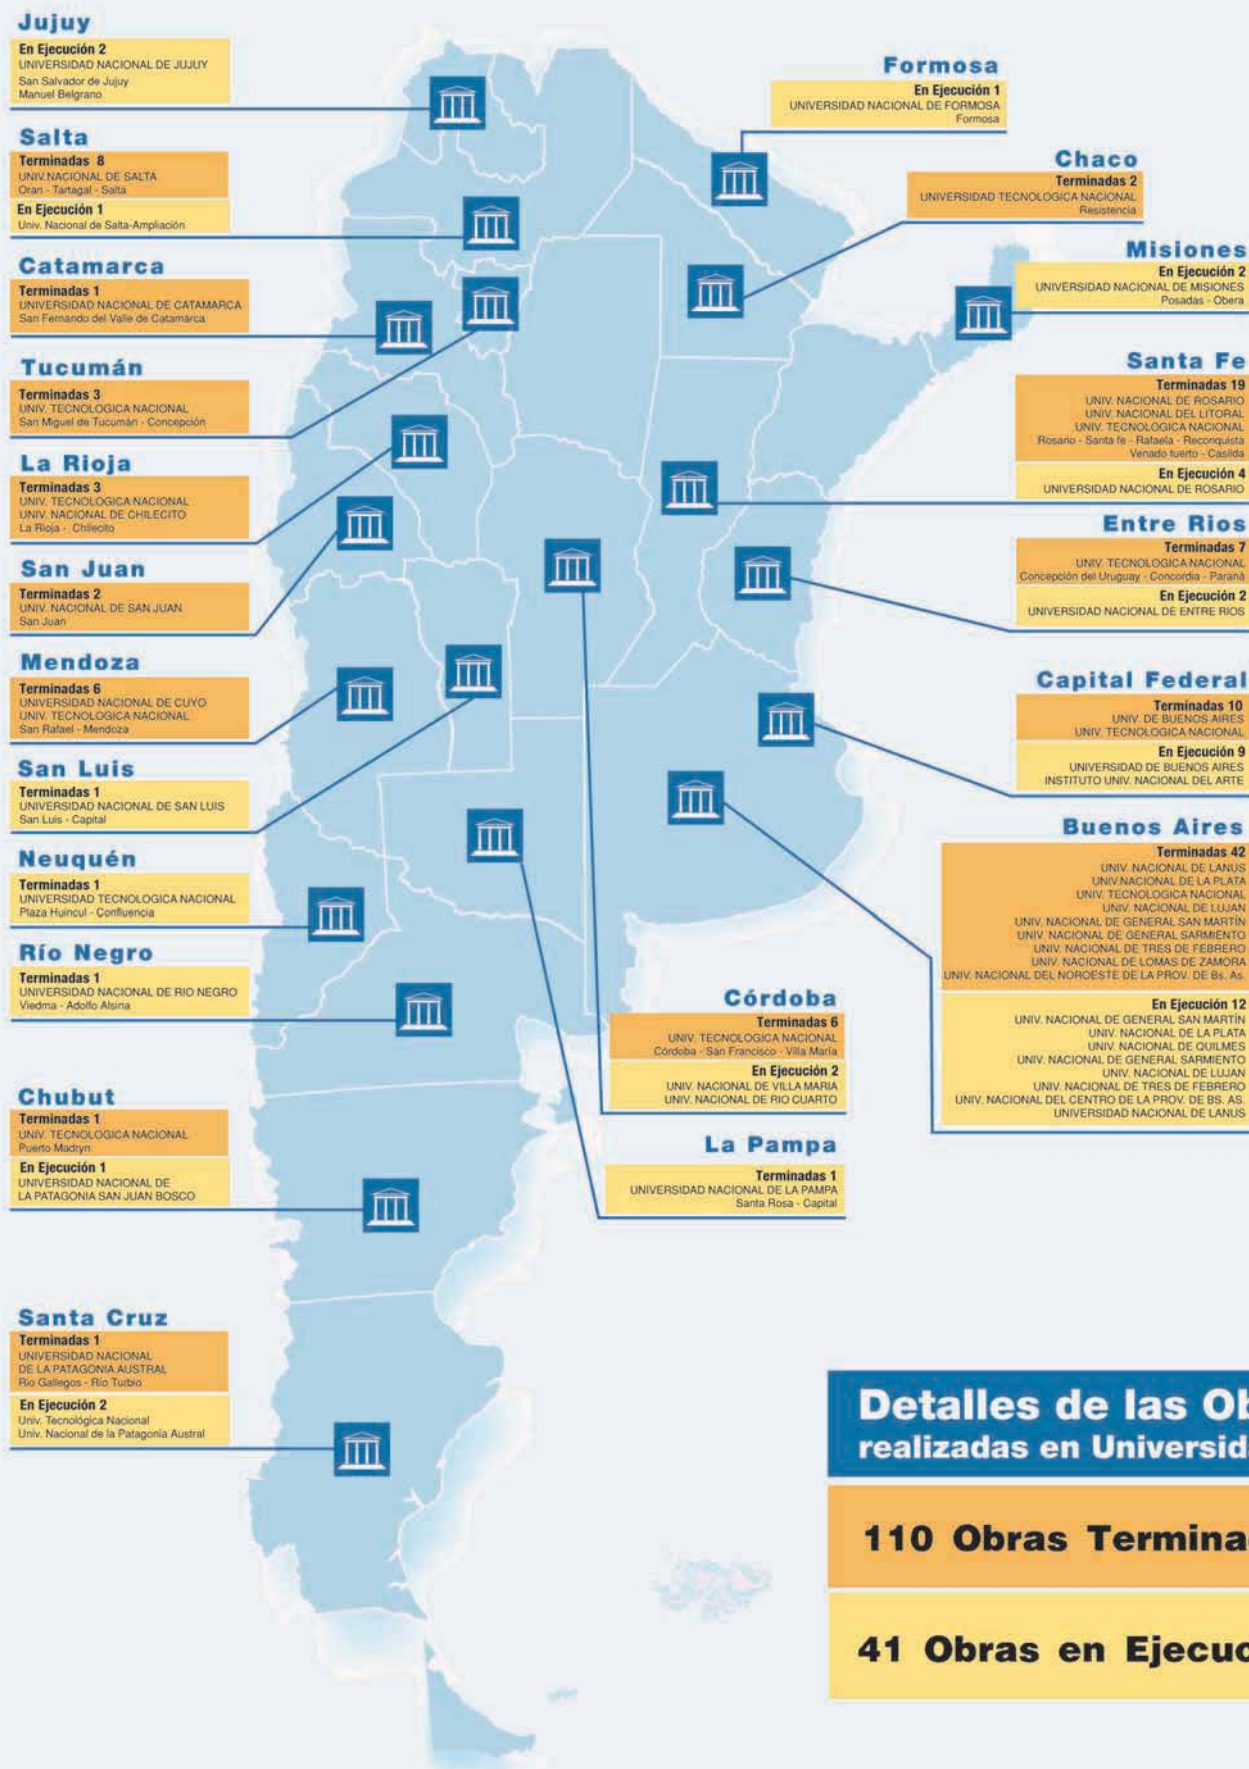 Jujuy
En Ejecución 2
UNIVERSIDAD NACIONAL DE JUJUY
San Salvador de Jujuy
Manuel Belgrano
Salta
Terminadas 8
UNIV.NACIONAL DE SALTA
Oran - Tartagal - Salta
En Ejecución 1
Univ. Nacional de Salta-Ampliación
Catamarca
Terminadas 1
UNIVERSIDAD NACIONAL DE CATAMARCA
San Fernando del Valle de Catamarca
Tucumán
Terminadas 3
UNIV. TECNOLOGICA NACIONAL
San Miguel de Tucumán - Concepción
La Rioja
Terminadas 3
UNIV. TECNOLOGICA NACIONAL
UNIV. NACIONAL DE CHILECITO
La Rioja - Chilecito
San Juan
Terminadas 2
UNIV. NACIONAL DE SAN JUAN
San Juan
Mendoza
Terminadas 6
UNIVERSIDAD NACIONAL DE CUYO
UNIV. TECNOLOGICA NACIONAL
San Rafael - Mendoza
San Luis
Terminadas 1
UNIVERSIDAD NACIONAL DE SAN LUIS
San Luis - Capital
Neuquén
Terminadas 1
UNIVERSIDAD TECNOLOGICA NACIONAL
Plaza Huincul - Confluencia
Río Negro
Terminadas 1
UNIVERSIDAD NACIONAL DE RIO NEGRO
Viedma - Adolfo Alsina
Chubut
Terminadas 1
UNIV. TECNOLOGICA NACIONAL
Puerto Madryn
En Ejecución 1
UNIVERSIDAD NACIONAL DE
LA PATAGONIA SAN JUAN BOSCO
Santa Cruz
Terminadas 1
UNIVERSIDAD NACIONAL
DE LA PATAGONIA AUSTRAL
Rio Gallegos - Rio Turbio
En Ejecución 2
Univ. Tecnológica Nacional
Univ. Nacional de la Patagonia Austral
Formosa
En Ejecución 1
UNIVERSIDAD NACIONAL DE FORMOSA
Formosa
Chaco
Terminadas 2
UNIVERSIDAD TECNOLOGICA NACIONAL
Resistencia
Misiones
En Ejecución 2
UNIVERSIDAD NACIONAL DE MISIONES
Posadas - Obera
Santa Fe
Terminadas 19
UNIV. NACIONAL DE ROSARIO
UNIV. NACIONAL DEL LITORAL
UNIV. TECNOLOGICA NACIONAL
Rosario - Santa fe - Rafaela - Reconquista
Venado tuerto - Casilda
En Ejecución 4
UNIVERSIDAD NACIONAL DE ROSARIO
Entre Rios
Terminadas 7
UNIV. TECNOLOGICA NACIONAL
Concepción del Uruguay - Concordia - Paraná
En Ejecución 2
UNIVERSIDAD NACIONAL DE ENTRE RIOS
Capital Federal
Terminadas 10
UNIV. DE BUENOS AIRES
UNIV. TECNOLOGICA NACIONAL
En Ejecución 9
UNIVERSIDAD DE BUENOS AIRES
INSTITUTO UNIV. NACIONAL DEL ARTE
Buenos Aires
Terminadas 42
UNIV. NACIONAL DE LANUS
UNIV.NACIONAL DE LA PLATA
UNIV. TECNOLOGICA NACIONAL
UNIV. NACIONAL DE LUJAN
UNIV. NACIONAL DE GENERAL SAN MARTÍN
UNIV. NACIONAL DE GENERAL SARMIENTO
UNIV. NACIONAL DE TRES DE FEBRERO
UNIV. NACIONAL DE LOMAS DE ZAMORA
UNIV. NACIONAL DEL NOROESTE DE LA PROV. DE Bs. As.
En Ejecución 12
UNIV. NACIONAL DE GENERAL SAN MARTÍN
UNIV. NACIONAL DE LA PLATA
UNIV. NACIONAL DE QUILMES
UNIV. NACIONAL DE GENERAL SARMIENTO
UNIV. NACIONAL DE LUJAN
UNIV. NACIONAL DE TRES DE FEBRERO
UNIV. NACIONAL DEL CENTRO DE LA PROV. DE BS. AS.
UNIVERSIDAD NACIONAL DE LANUS
Córdoba
Terminadas 6
UNIV. TECNOLOGICA NACIONAL
Córdoba - San Francisco - Villa María
En Ejecución 2
UNIV. NACIONAL DE VILLA MARIA
UNIV. NACIONAL DE RIO CUARTO
La Pampa
Terminadas 1
UNIVERSIDAD NACIONAL DE LA PAMPA
Santa Rosa - Capital
Detalles de las Ob
realizadas en Universid
110 Obras Termina
41 Obras en Ejecuc